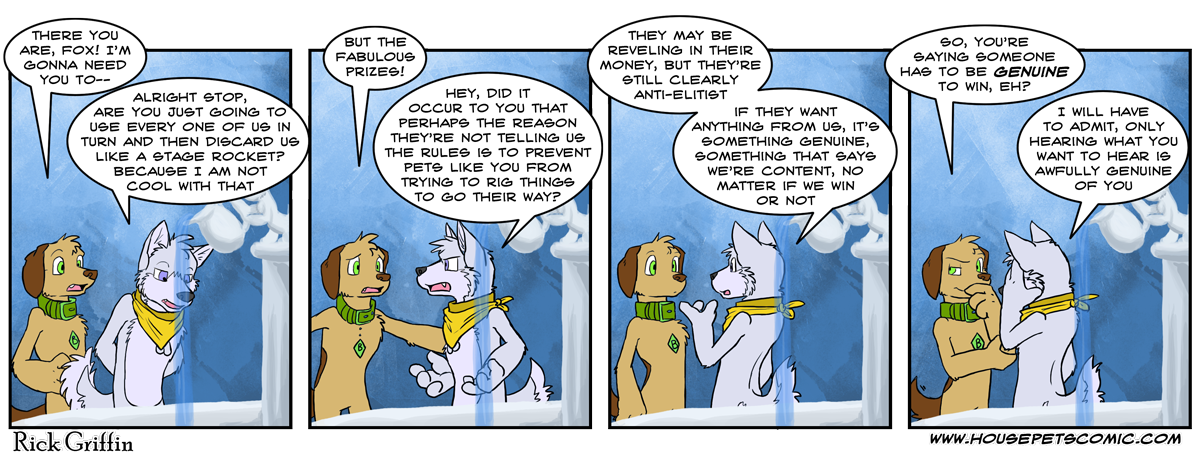 THERE YOU
ARE, FOX! I'M
GONNA NEED
YOU TO--
ALRIGHT STOP,
ARE YOU JUST GOING TO
USE EVERY ONE OF US IN
TURN AND THEN DISCARD US
LIKE A STAGE ROCKET?
BECAUSE I AM NOT
COOL WITH THAT
BUT THE
FABULOUS
PRIZES!
HEY, DID IT
OCCUR TO YOU THAT
PERHAPS THE REASON
THEY'RE NOT TELLING US
THE RULES IS TO PREVENT
PETS LIKE YOU FROM
TRYING TO RIG THINGS
TO GO THEIR WAY?
THEY MAY BE
REVELING IN THEIR
MONEY, BUT THEY'RE
STILL CLEARLY
ANTI-ELITIST
IF THEY WANT
ANYTHING FROM US, IT'S
SOMETHING GENUINE,
SOMETHING THAT SAYS
WE'RE CONTENT, NO
MATTER IF WE WIN
OR NOT
SO, YOU'RE
SAYING SOMEONE
HAS TO BE GENUINE
TO WIN, EH?
I WILL HAVE
TO ADMIT, ONLY
HEARING WHAT YOU
WANT TO HEAR IS
AWFULLY GENUINE
OF YOU
Rick Griffin
WWW.HOUSEPETSCOMIC.COM